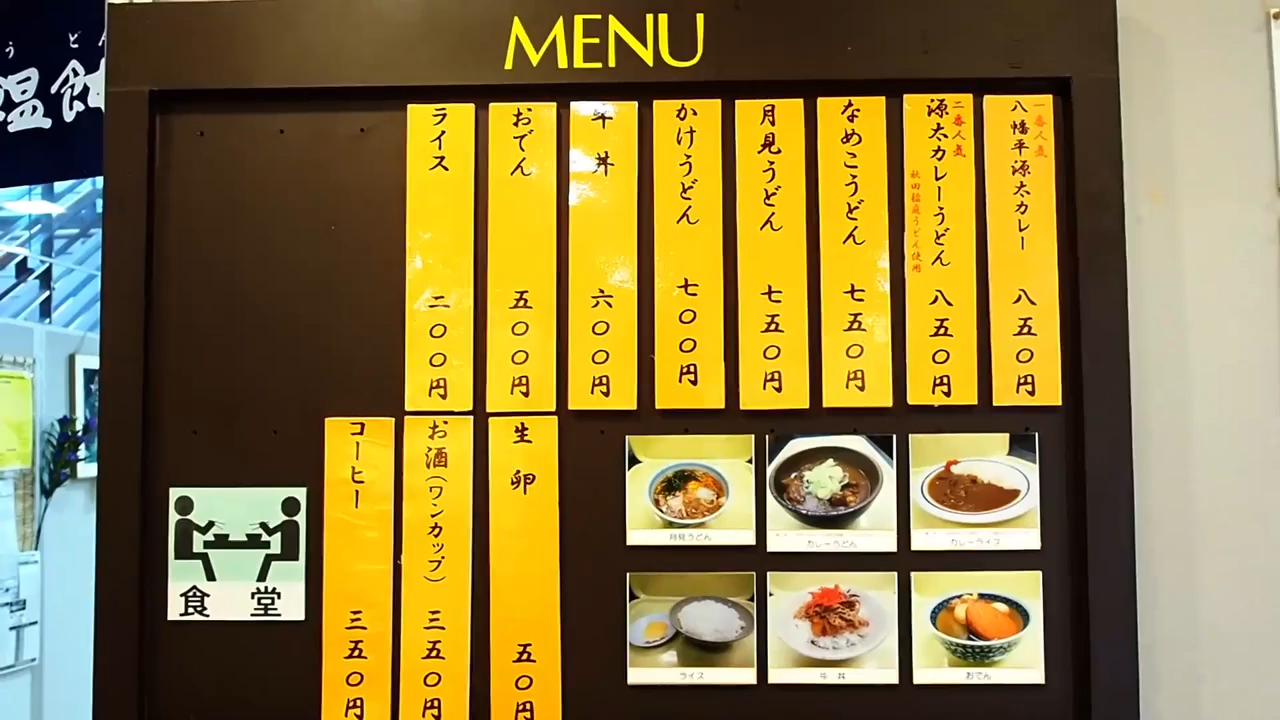 MENU
一番人気
八幡平源太カレー 八五〇円
二番人気
源太カレーうどん 八五〇円
秋田稲庭うどん使用
なめこうどん 七五〇円
月見うどん 七五〇円
かけうどん 七〇〇円
牛丼 六〇〇円
おでん 五〇〇円
ライス 二〇〇円
生卵 五〇円
お酒(ワンカップ) 三五〇円
コーヒー 三五〇円
月見うどん
カレーうどん
カレーライス
ライス
牛丼
おでん
食堂
うどん
饂飩